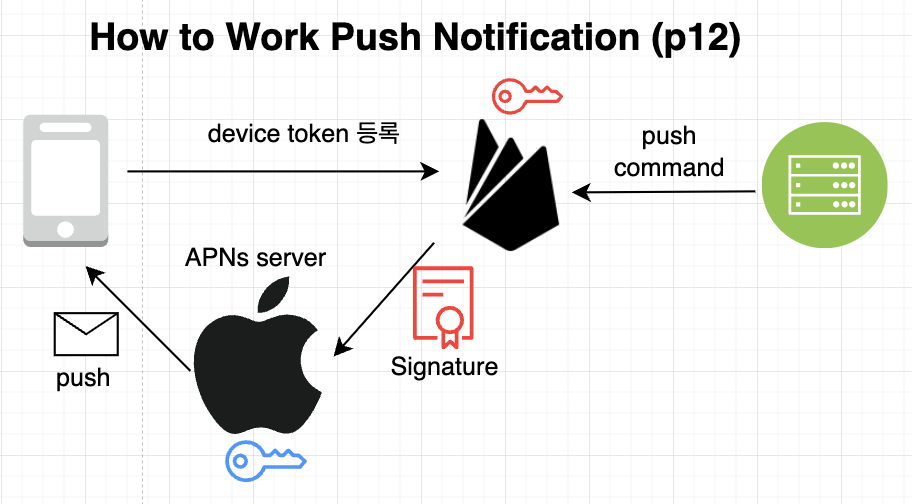 How to Work Push Notification (p12)
device token 등록
push
command
APNs server
Signature
push